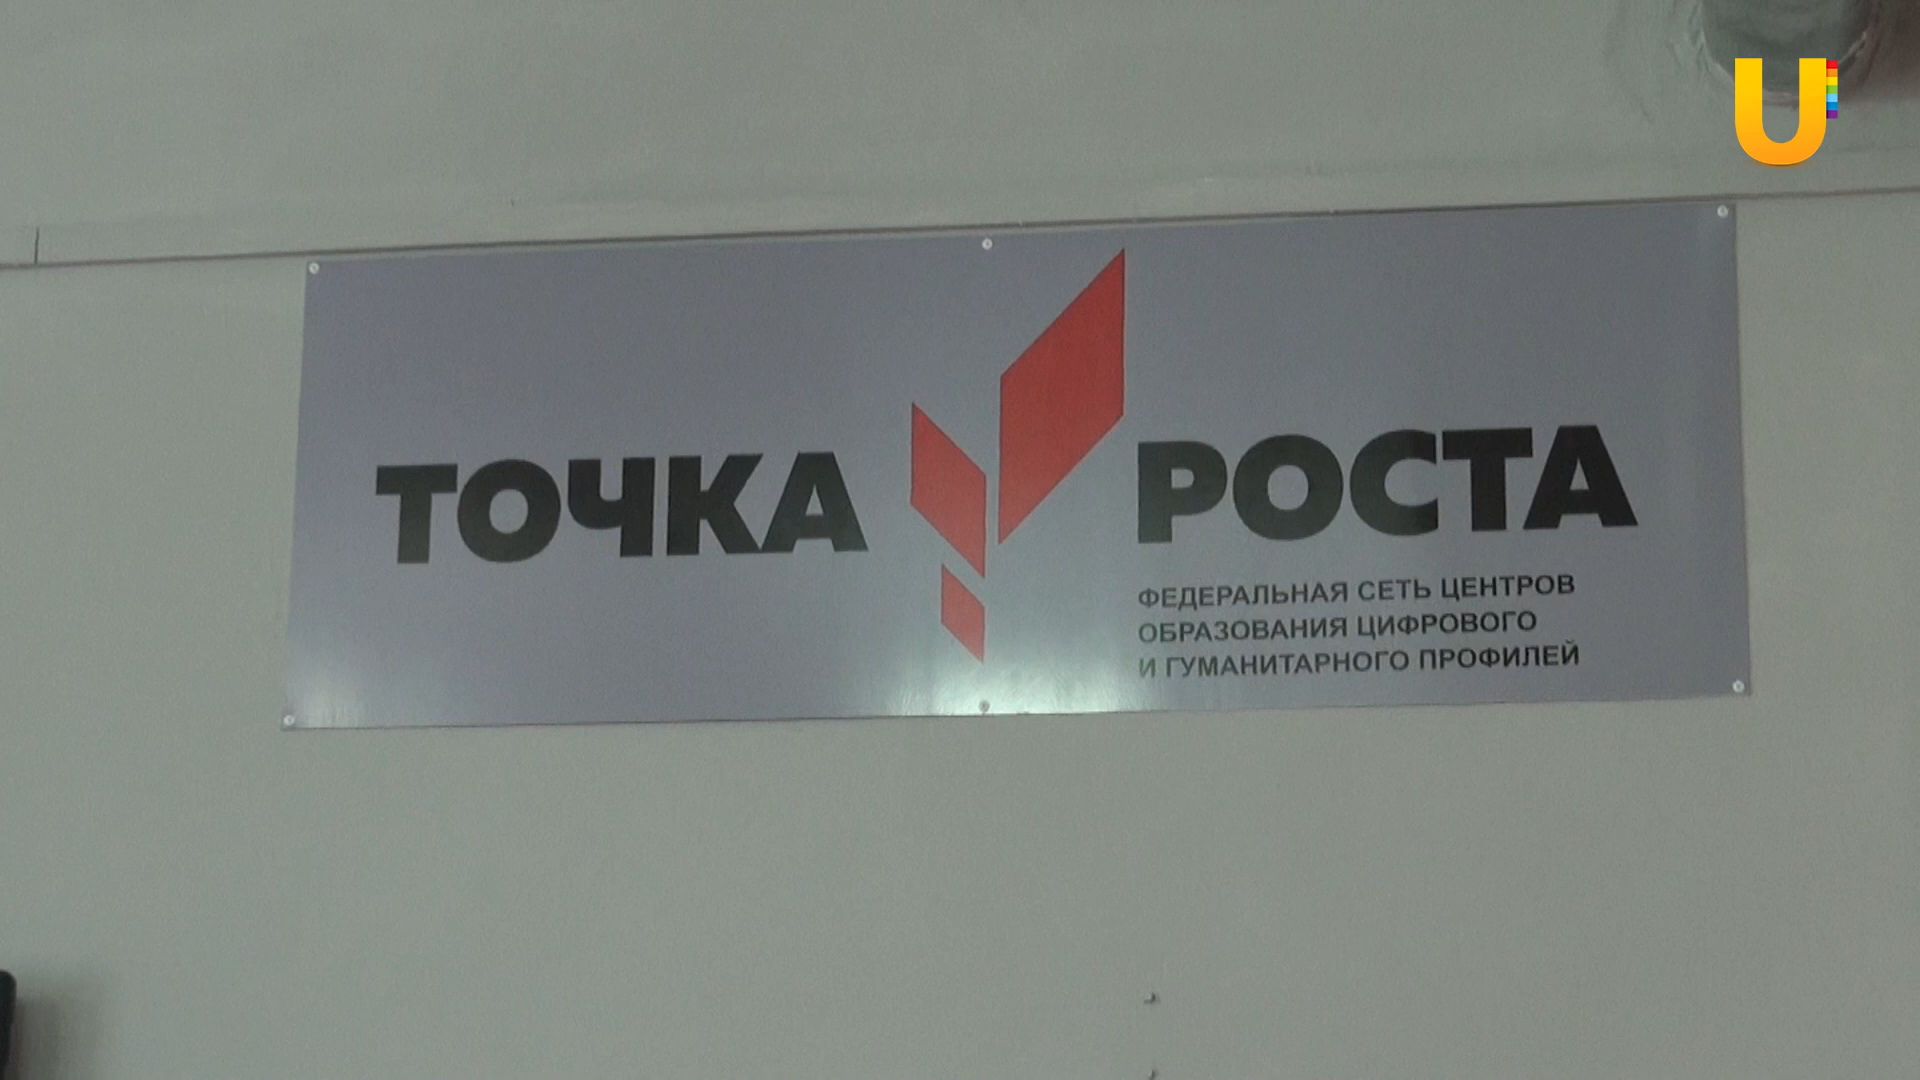 U
ТОЧКА РОСТА
ФЕДЕРАЛЬНАЯ СЕТЬ ЦЕНТРОВ
ОБРАЗОВАНИЯ ЦИФРОВОГО
И ГУМАНИТАРНОГО ПРОФИЛЕЙ